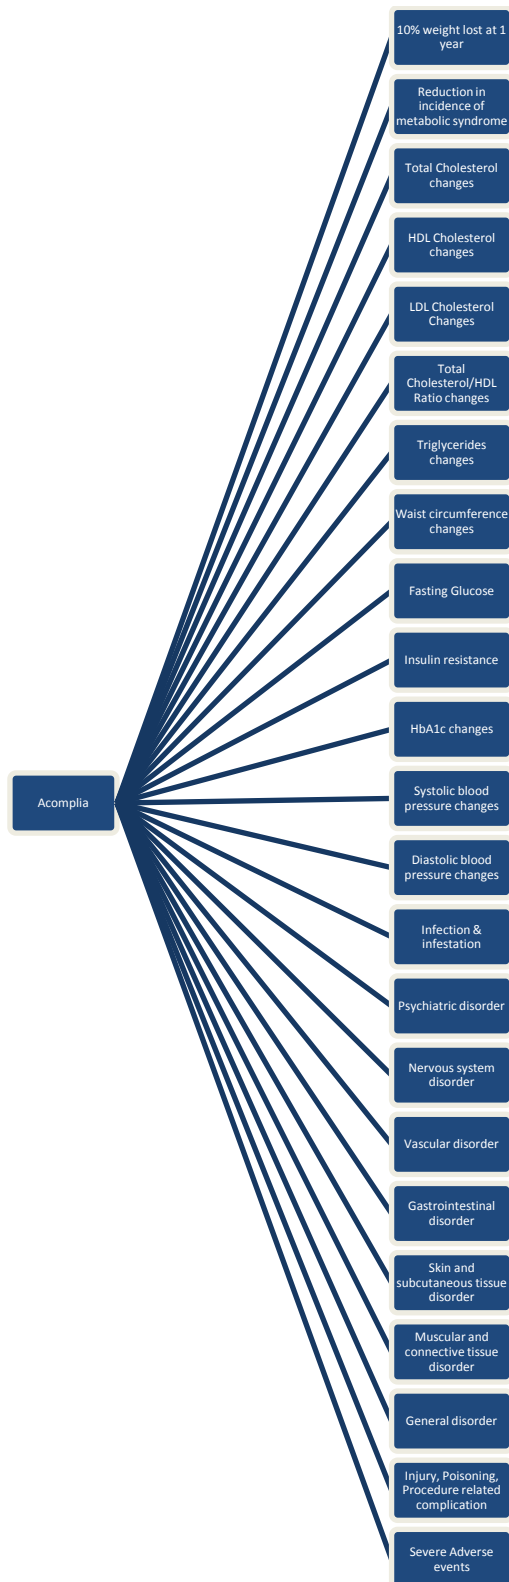 10% weight lost at 1
year
Reduction in
incidence of
metabolic syndrome
Total Cholesterol
changes
HDL Cholesterol
changes
LDL Cholesterol
Changes
Total
Cholesterol/HDL
Ratio changes
Triglycerides
changes
Waist circumference
changes
Fasting Glucose
Insulin resistance
HbA1c changes
Acomplia
Systolic blood
pressure changes
Diastolic blood
pressure changes
Infection &
infestation
Psychiatric disorder
Nervous system
disorder
Vascular disorder
Gastrointestinal
disorder
Skin and
subcutaneous tissue
disorder
Muscular and
connective tissue
disorder
General disorder
Injury, Poisoning,
Procedure related
complication
Severe Adverse
events